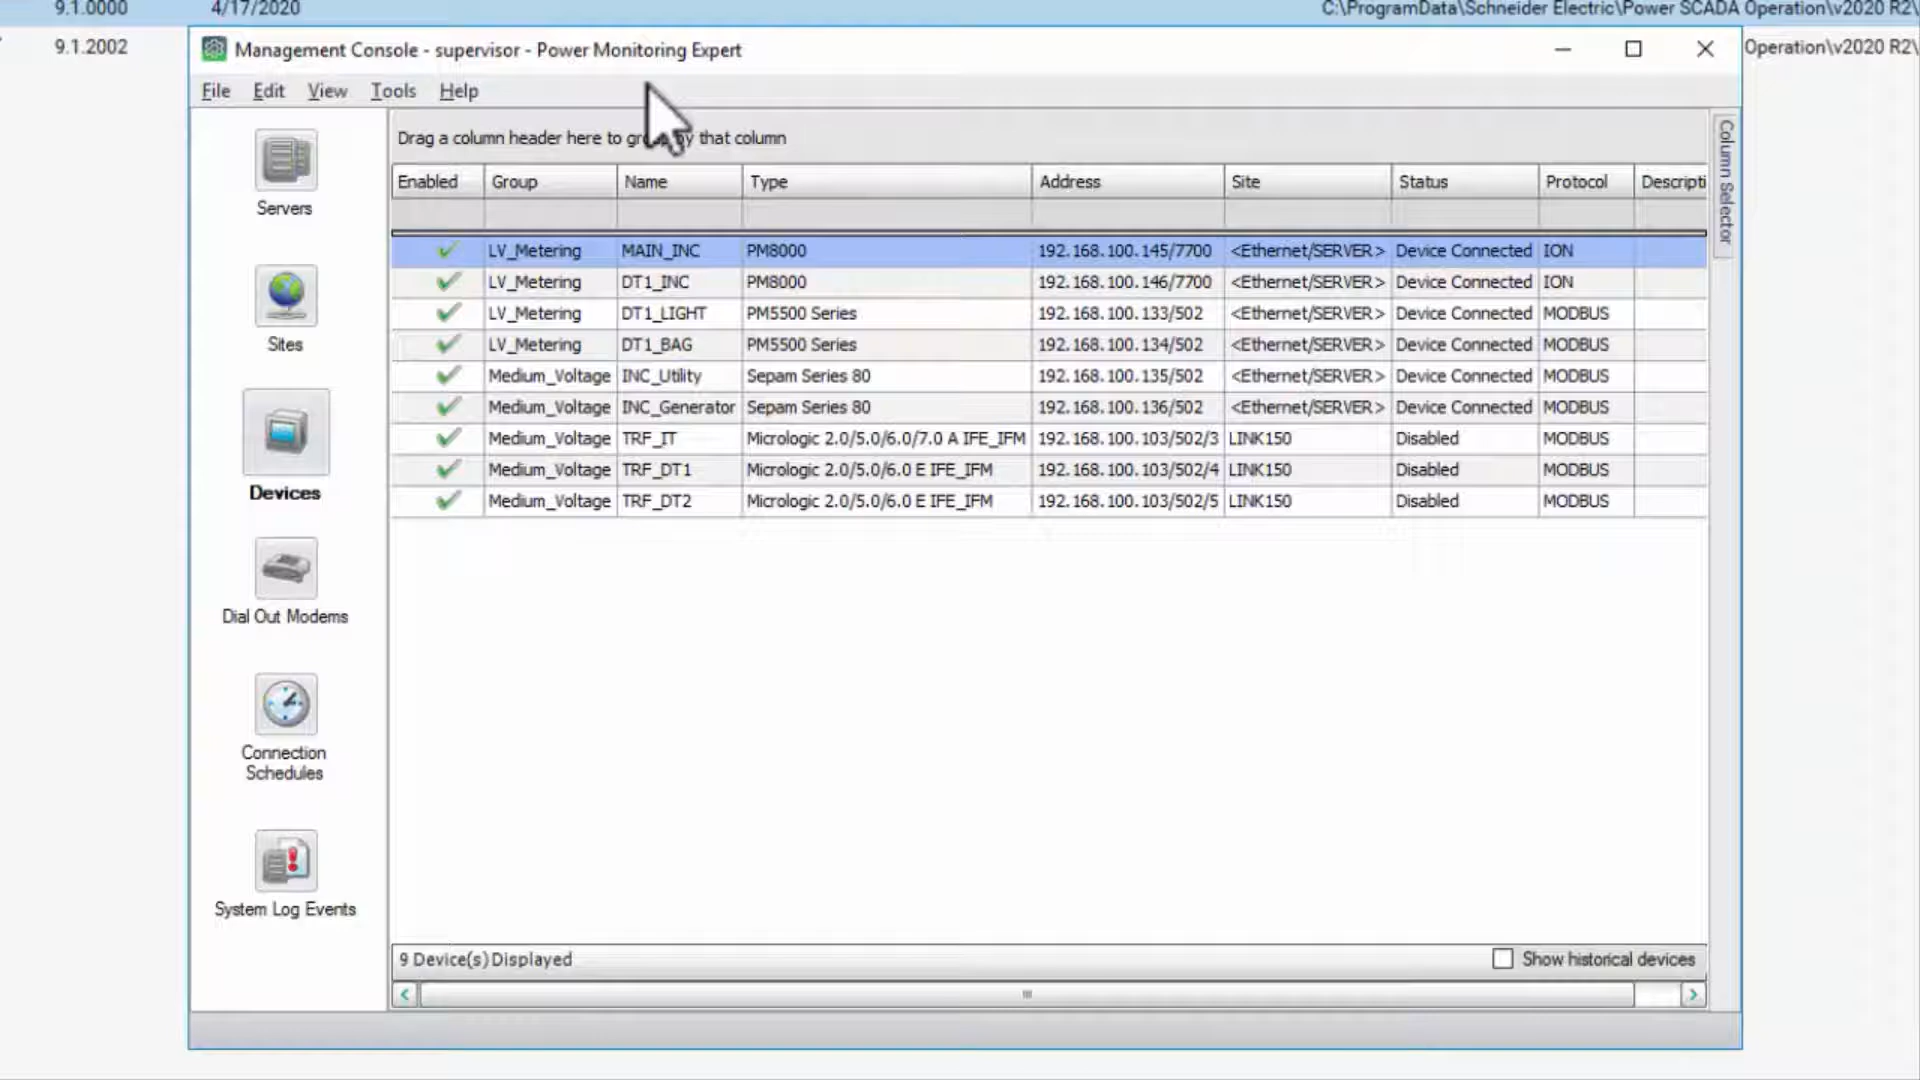 9.1.0000 4/17/2020 C:\ProgramData\Schneider Electric\Power SCADA Operation\v2020 R2\
9.1.2002 Operation\v2020 R2\
Management Console - supervisor - Power Monitoring Expert
File Edit View Tools Help
Drag a column header here to by that column
Column Selector
Enabled Group Name Type Address Site Status Protocol Descripti
LV_Metering MAIN_INC PM8000 192.168.100.145/7700 <Ethernet/SERVER> Device Connected ION
LV_Metering DT1_INC PM8000 192.168.100.146/7700 <Ethernet/SERVER> Device Connected ION
LV_Metering DT1_LIGHT PM5500 Series 192.168.100.133/502 <Ethernet/SERVER> Device Connected MODBUS
LV_Metering DT1_BAG PM5500 Series 192.168.100.134/502 <Ethernet/SERVER> Device Connected MODBUS
Medium_Voltage INC_Utility Sepam Series 80 192.168.100.135/502 <Ethernet/SERVER> Device Connected MODBUS
Medium_Voltage INC_Generator Sepam Series 80 192.168.100.136/502 <Ethernet/SERVER> Device Connected MODBUS
Medium_Voltage TRF_IT Micrologic 2.0/5.0/6.0/7.0 A IFE_IFM 192.168.100.103/502/3 LINK150 Disabled MODBUS
Medium_Voltage TRF_DT1 Micrologic 2.0/5.0/6.0 E IFE_IFM 192.168.100.103/502/4 LINK150 Disabled MODBUS
Medium_Voltage TRF_DT2 Micrologic 2.0/5.0/6.0 E IFE_IFM 192.168.100.103/502/5 LINK150 Disabled MODBUS
Servers
Sites
Devices
Dial Out Modems
Connection
Schedules
System Log Events
9 Device(s) Displayed Show historical devices